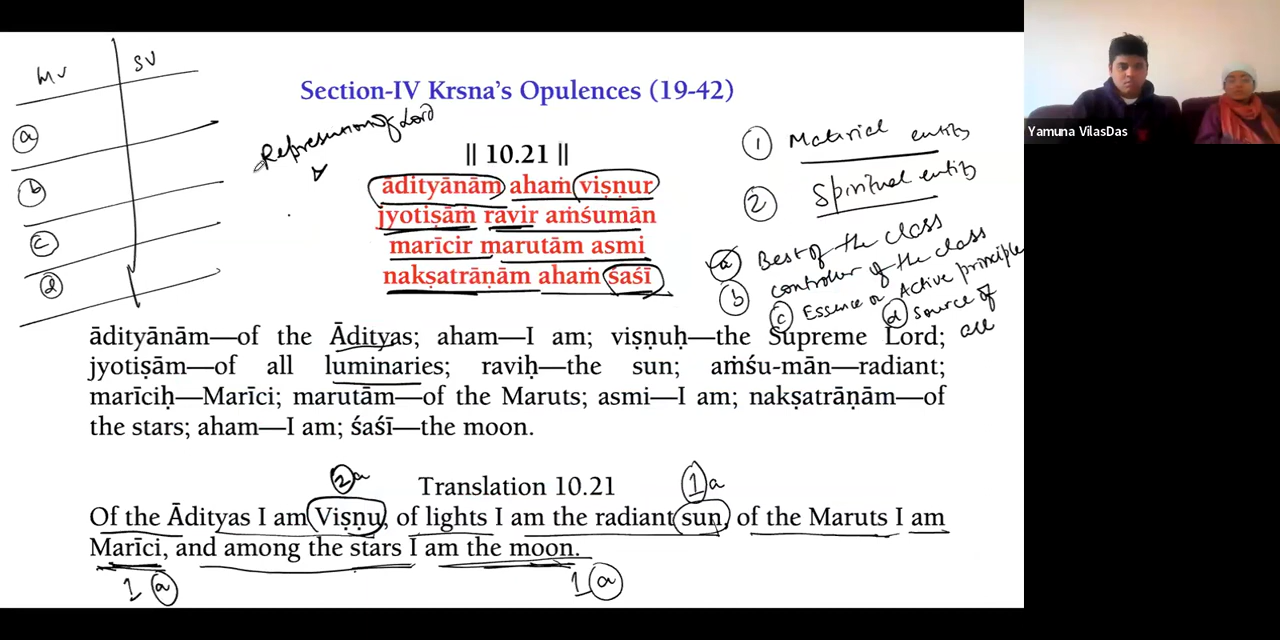 MV
SV
(a)
(b)
(c)
(d)
Section-IV Krsna's Opulences (19-42)
of Lord
|| 10.21 ||
ādityānām ahaṁ viṣṇur
jyotiṣāṁ ravir aṁśumān
marīcir marutām asmi
nakṣatrāṇām ahaṁ śaśī
(1) Material entity
(2) Spiritual entity
(a) Best of the class
(b) controller of the class
(c) Essence or Active principle
(d) Source of
all
ādityānām—of the Ādityas; aham—I am; viṣṇuḥ—the Supreme Lord;
jyotiṣām—of all luminaries; raviḥ—the sun; aṁśu-mān—radiant;
marīciḥ—Marīci; marutām—of the Maruts; asmi—I am; nakṣatrāṇām—of
the stars; aham—I am; śaśī—the moon.
(2)a
(1)a
Translation 10.21
Of the Ādityas I am Viṣṇu, of lights I am the radiant sun, of the Maruts I am
Marīci, and among the stars I am the moon.
1 (a)
1 (a)
Yamuna VilasDas